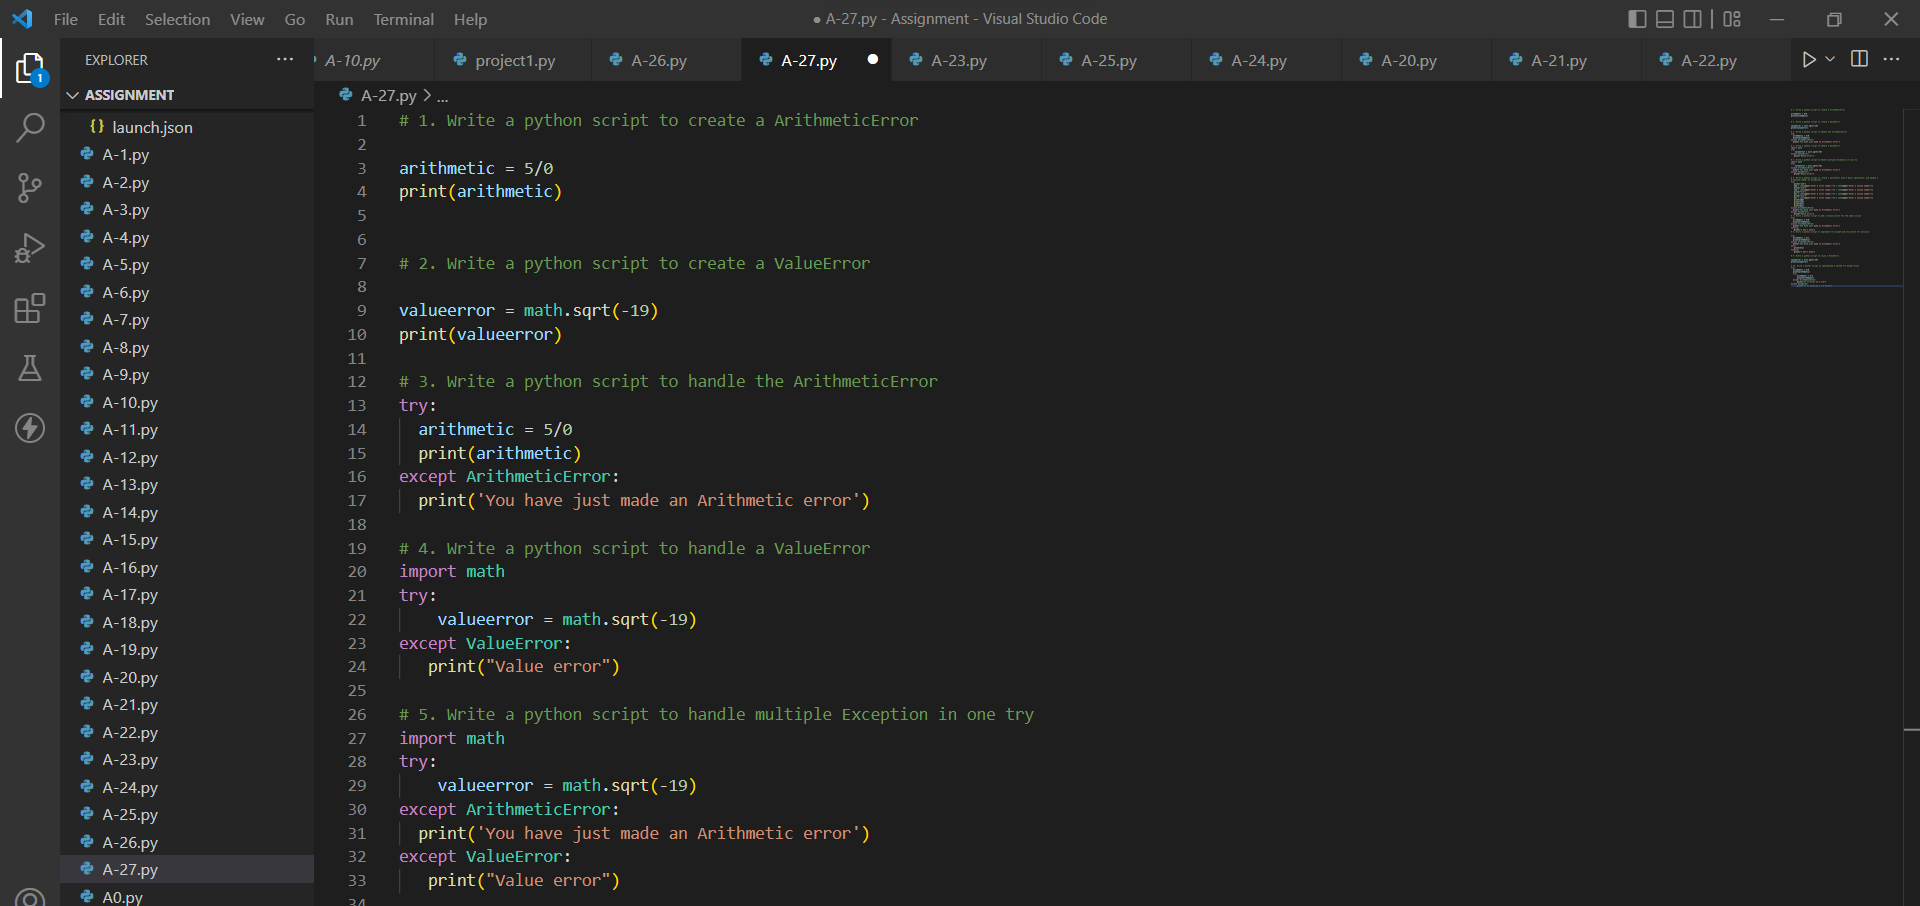 File Edit Selection View Go Run Terminal Help
● A-27.py - Assignment - Visual Studio Code
EXPLORER
A-10.py
project1.py
A-26.py
A-27.py
A-23.py
A-25.py
A-24.py
A-20.py
A-21.py
A-22.py
1
ASSIGNMENT
launch.json
A-1.py
A-2.py
A-3.py
A-4.py
A-5.py
A-6.py
A-7.py
A-8.py
A-9.py
A-10.py
A-11.py
A-12.py
A-13.py
A-14.py
A-15.py
A-16.py
A-17.py
A-18.py
A-19.py
A-20.py
A-21.py
A-22.py
A-23.py
A-24.py
A-25.py
A-26.py
A-27.py
A0.py
A-27.py > ...
1 # 1. Write a python script to create a ArithmeticError
2
3 arithmetic = 5/0
4 print(arithmetic)
5
6
7 # 2. Write a python script to create a ValueError
8
9 valueerror = math.sqrt(-19)
10 print(valueerror)
11
12 # 3. Write a python script to handle the ArithmeticError
13 try:
14 arithmetic = 5/0
15 print(arithmetic)
16 except ArithmeticError:
17 print('You have just made an Arithmetic error')
18
19 # 4. Write a python script to handle a ValueError
20 import math
21 try:
22 valueerror = math.sqrt(-19)
23 except ValueError:
24 print("Value error")
25
26 # 5. Write a python script to handle multiple Exception in one try
27 import math
28 try:
29 valueerror = math.sqrt(-19)
30 except ArithmeticError:
31 print('You have just made an Arithmetic error')
32 except ValueError:
33 print("Value error")
34